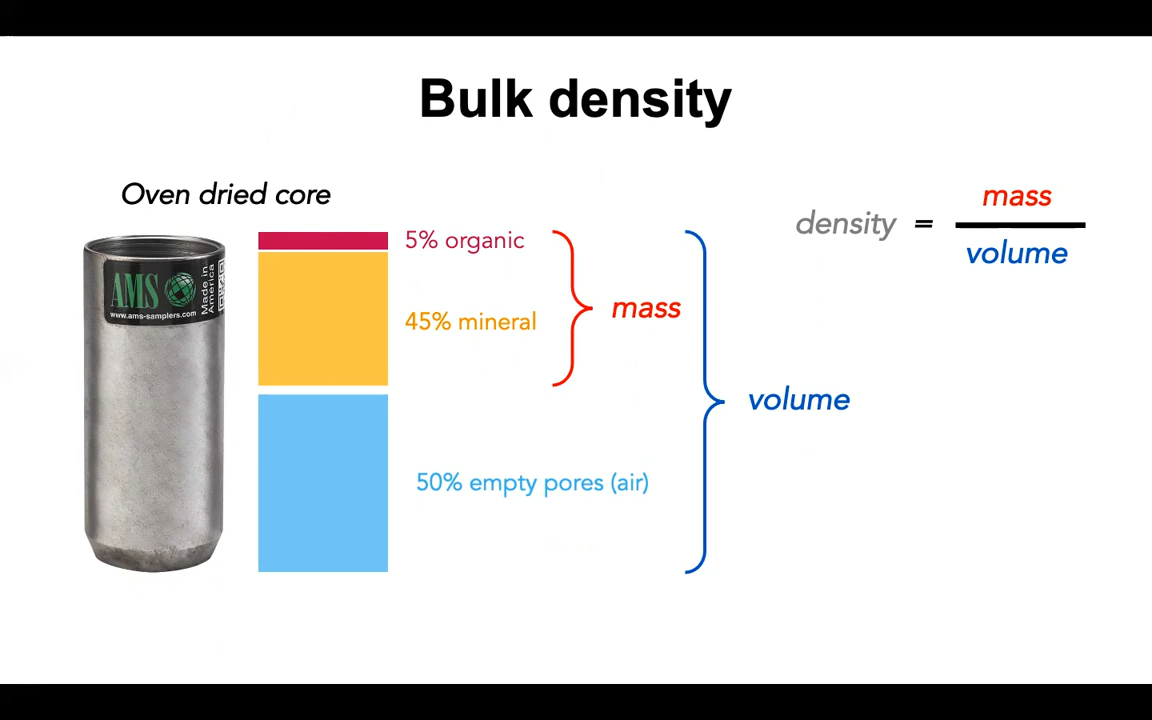 Bulk density
Oven dried core
AMS
Made in
America
www.ams-samplers.com
5% organic
45% mineral
50% empty pores (air)
mass
volume
density = mass
volume